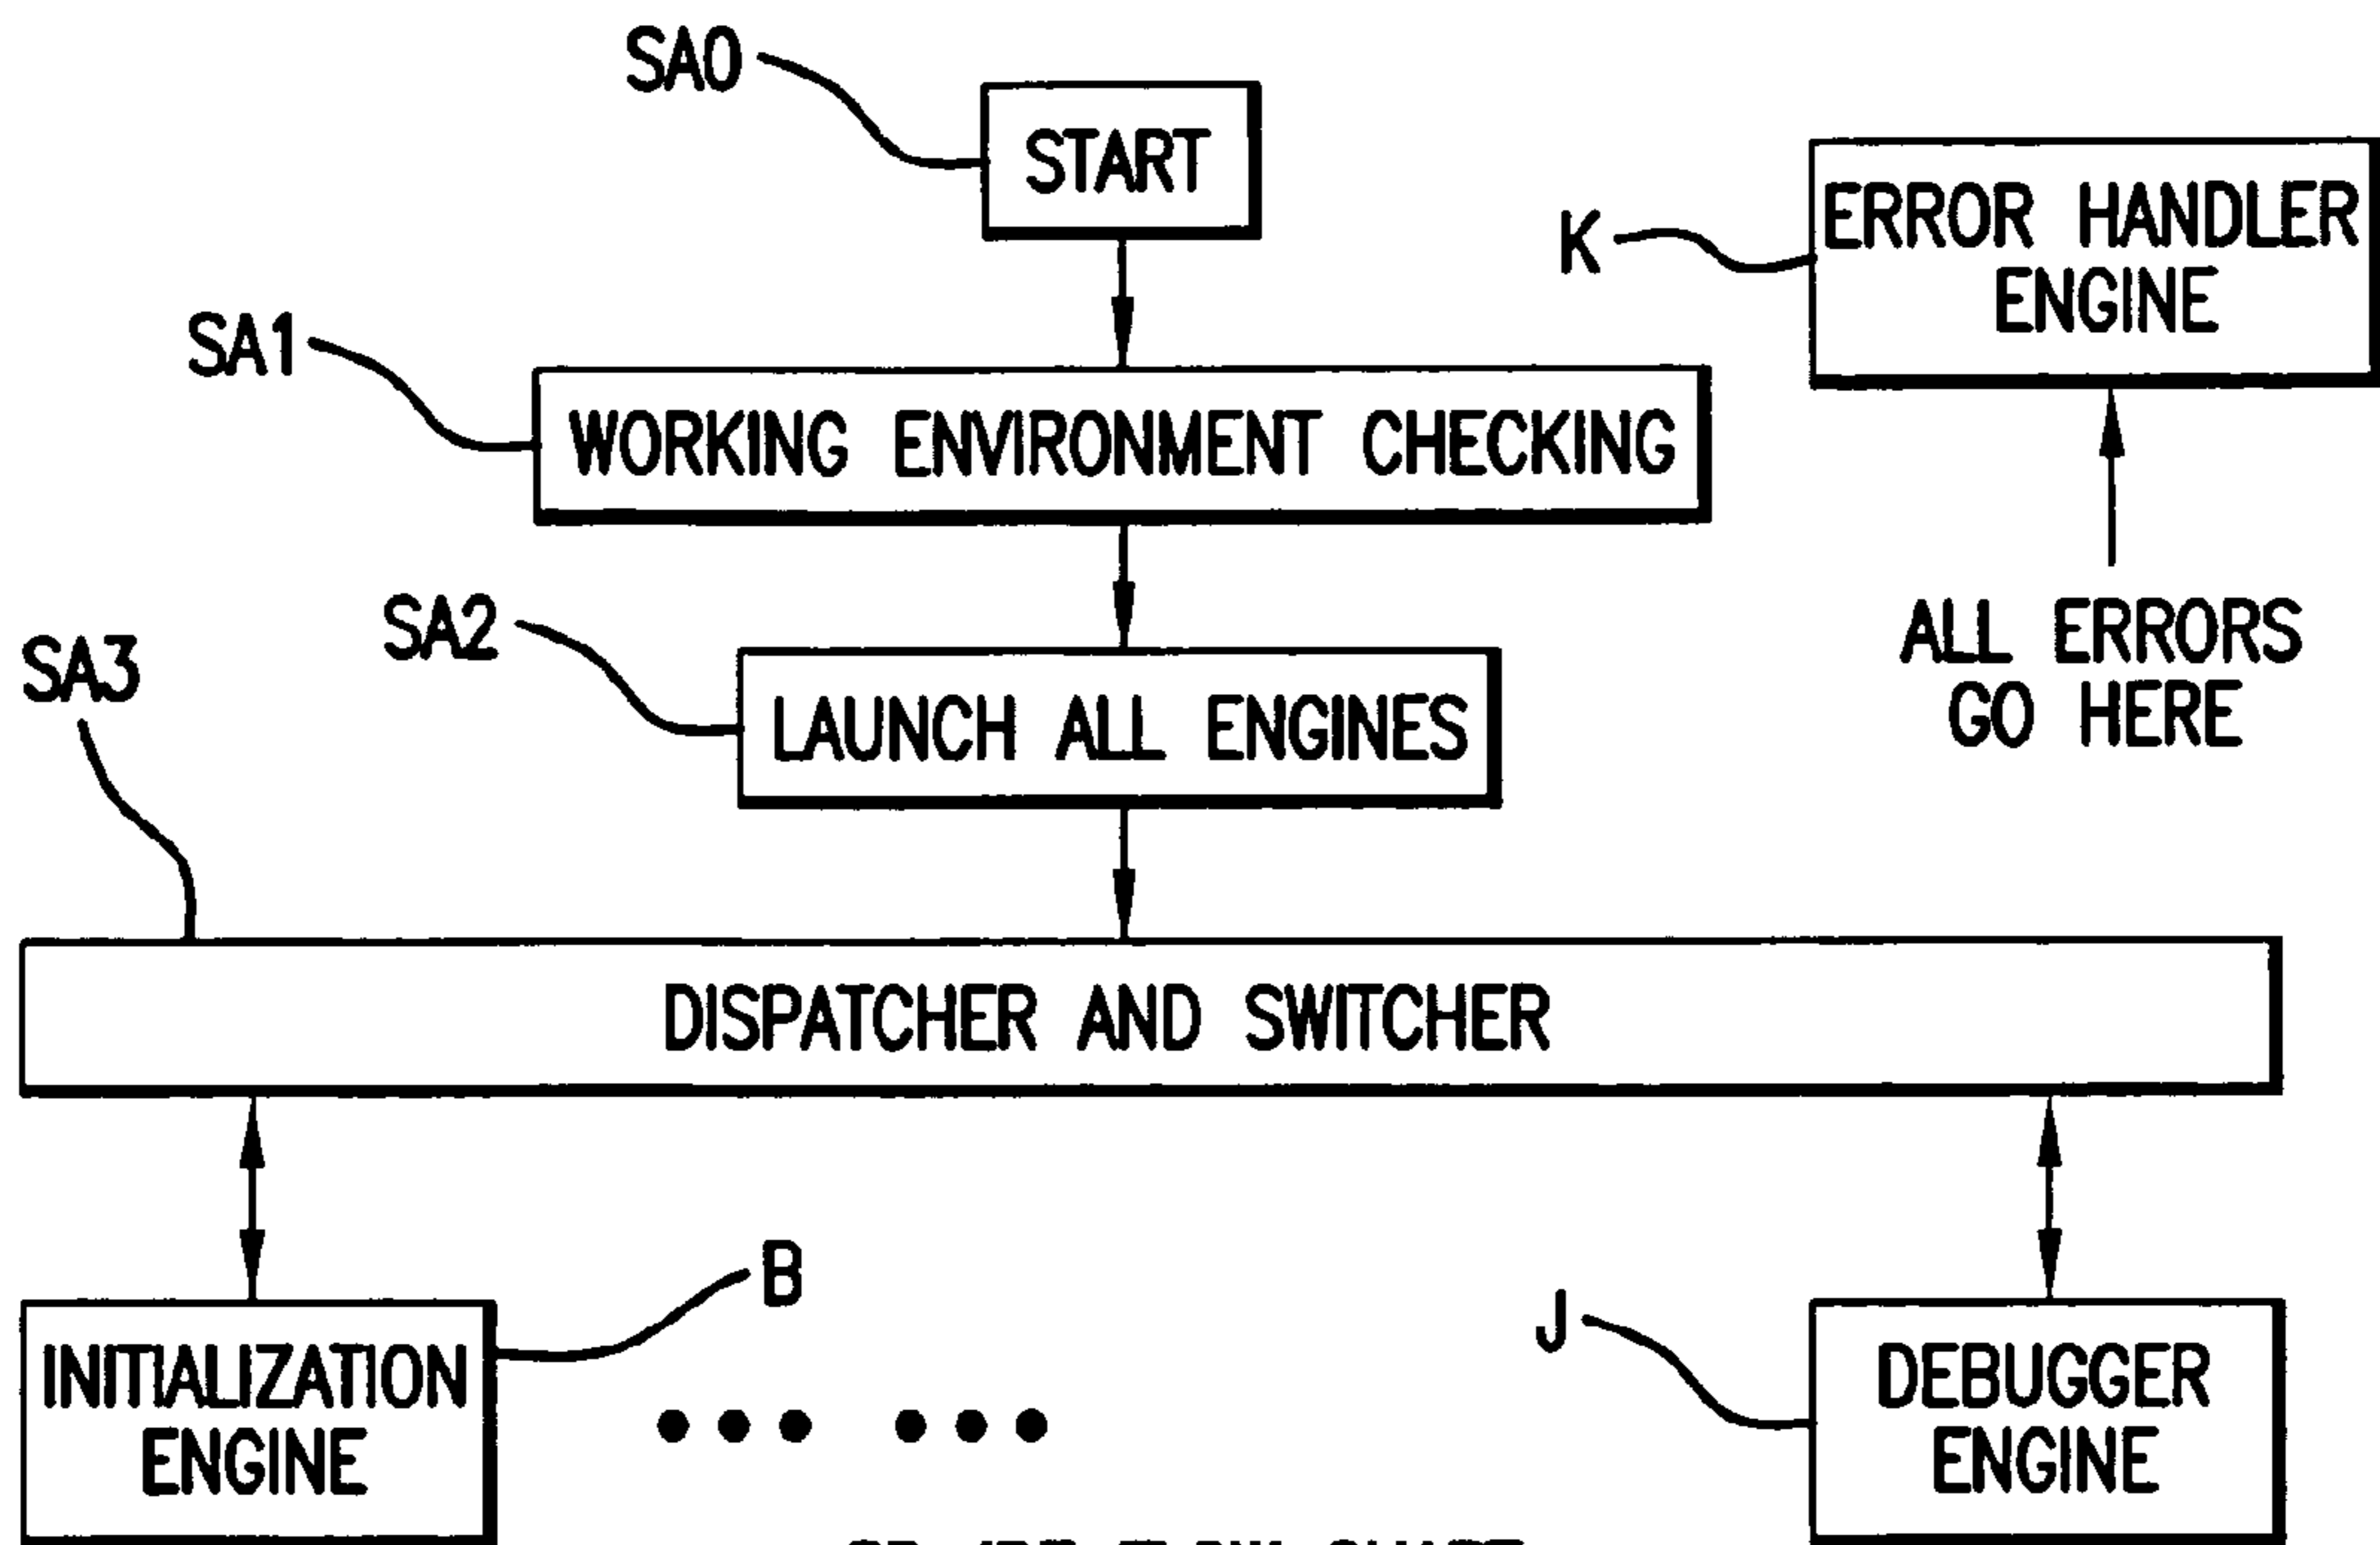 SA0
START
K
ERROR HANDLER
ENGINE
SA1
WORKING ENVIRONMENT CHECKING
SA2
LAUNCH ALL ENGINES
ALL ERRORS
GO HERE
SA3
DISPATCHER AND SWITCHER
B
J
INITIALIZATION
ENGINE
DEBUGGER
ENGINE